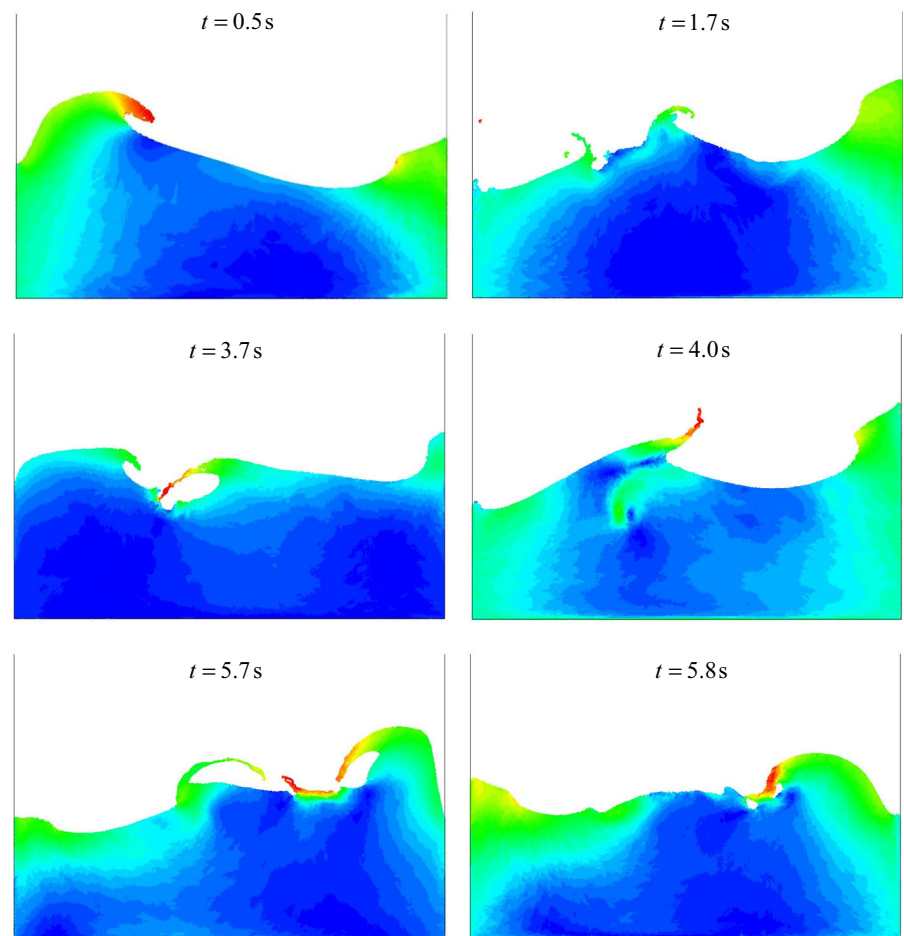 t = 0.5 s
t = 1.7 s
t = 3.7 s
t = 4.0 s
t = 5.7 s
t = 5.8 s